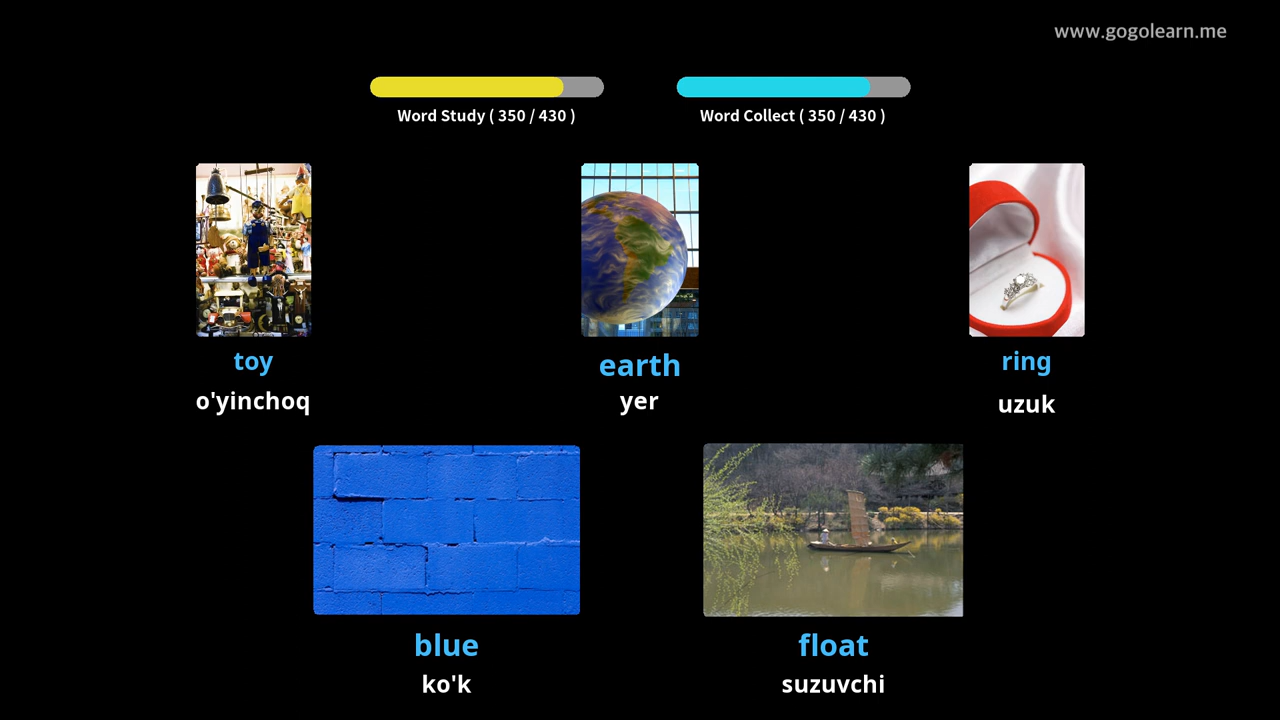 www.gogolearn.me
Word Study ( 350 / 430 )
Word Collect ( 350 / 430 )
toy
earth
ring
o'yinchoq
yer
uzuk
blue
float
ko'k
suzuvchi